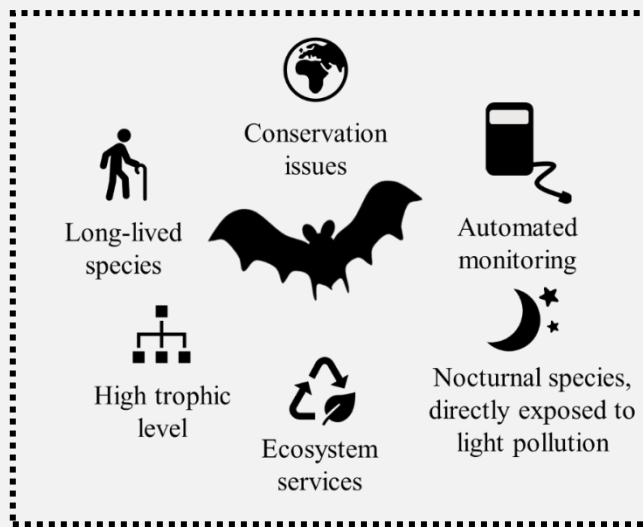 Conservation
issues
Long-lived
species
Automated
monitoring
High trophic
level
Ecosystem
services
Nocturnal species,
directly exposed to
light pollution